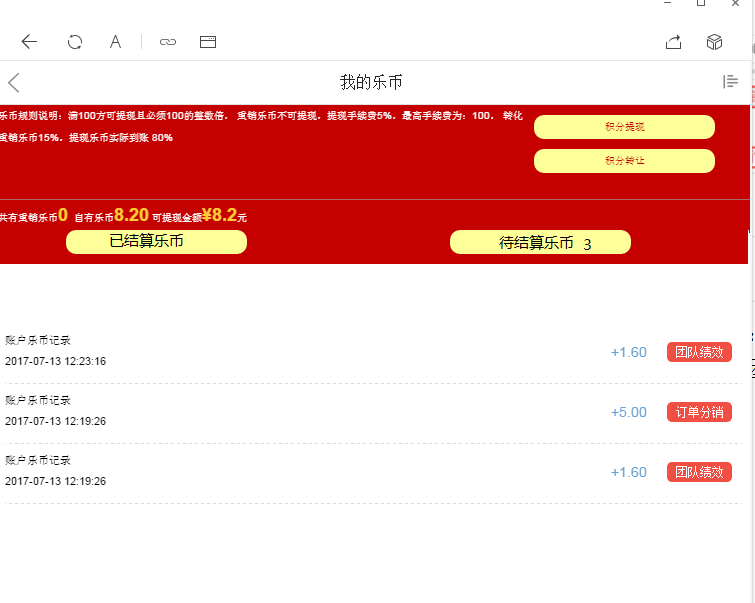 A
我的乐币
乐币规则说明：满100方可提现且必须100的整数倍。重销乐币不可提现，提现手续费5%，最高手续费为：100。 转化
重销乐币15%，提现乐币实际到账 80%
积分提现
积分转让
共有重销乐币0 自有乐币8.20 可提现金额¥8.2元
已结算乐币
待结算乐币 3
账户乐币记录
2017-07-13 12:23:16
+1.60
团队绩效
账户乐币记录
2017-07-13 12:19:26
+5.00
订单分销
账户乐币记录
2017-07-13 12:19:26
+1.60
团队绩效